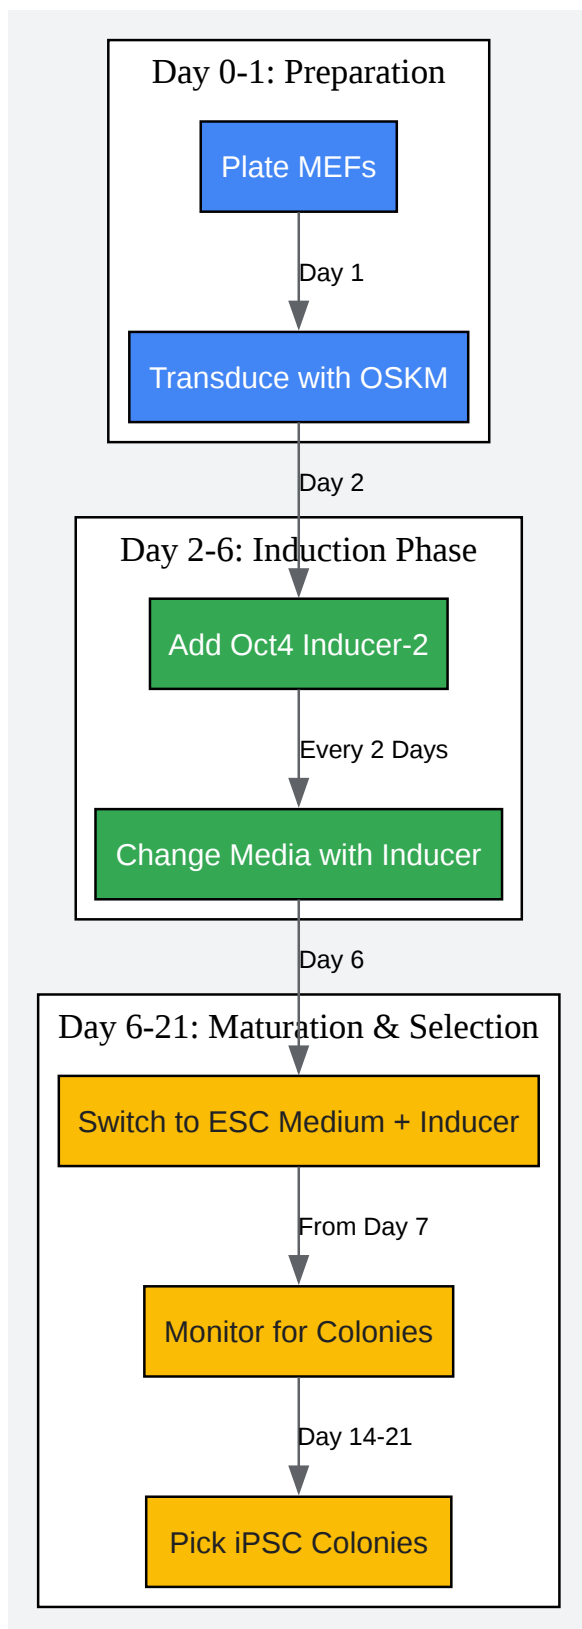 Day 0-1: Preparation
Plate MEFs
Day 1
Transduce with OSKM
Day 2
Day 2-6: Induction Phase
Add Oct4 Inducer-2
Every 2 Days
Change Media with Inducer
Day 6
Day 6-21: Maturation & Selection
Switch to ESC Medium + Inducer
From Day 7
Monitor for Colonies
Day 14-21
Pick iPSC Colonies